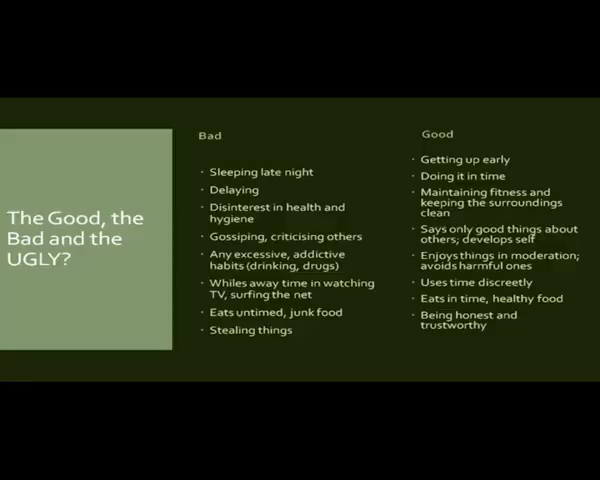 The Good, the
Bad and the
UGLY?
Bad
Sleeping late night
Delaying
Disinterest in health and
hygiene
Gossiping, criticising others
Any excessive, addictive
habits (drinking, drugs)
Whiles away time in watching
TV, surfing the net
Eats untimed, junk food
Stealing things
Good
Getting up early
Doing it in time
Maintaining fitness and
keeping the surroundings
clean
Says only good things about
others; develops self
Enjoys things in moderation;
avoids harmful ones
Uses time discreetly
Eats in time, healthy food
Being honest and
trustworthy